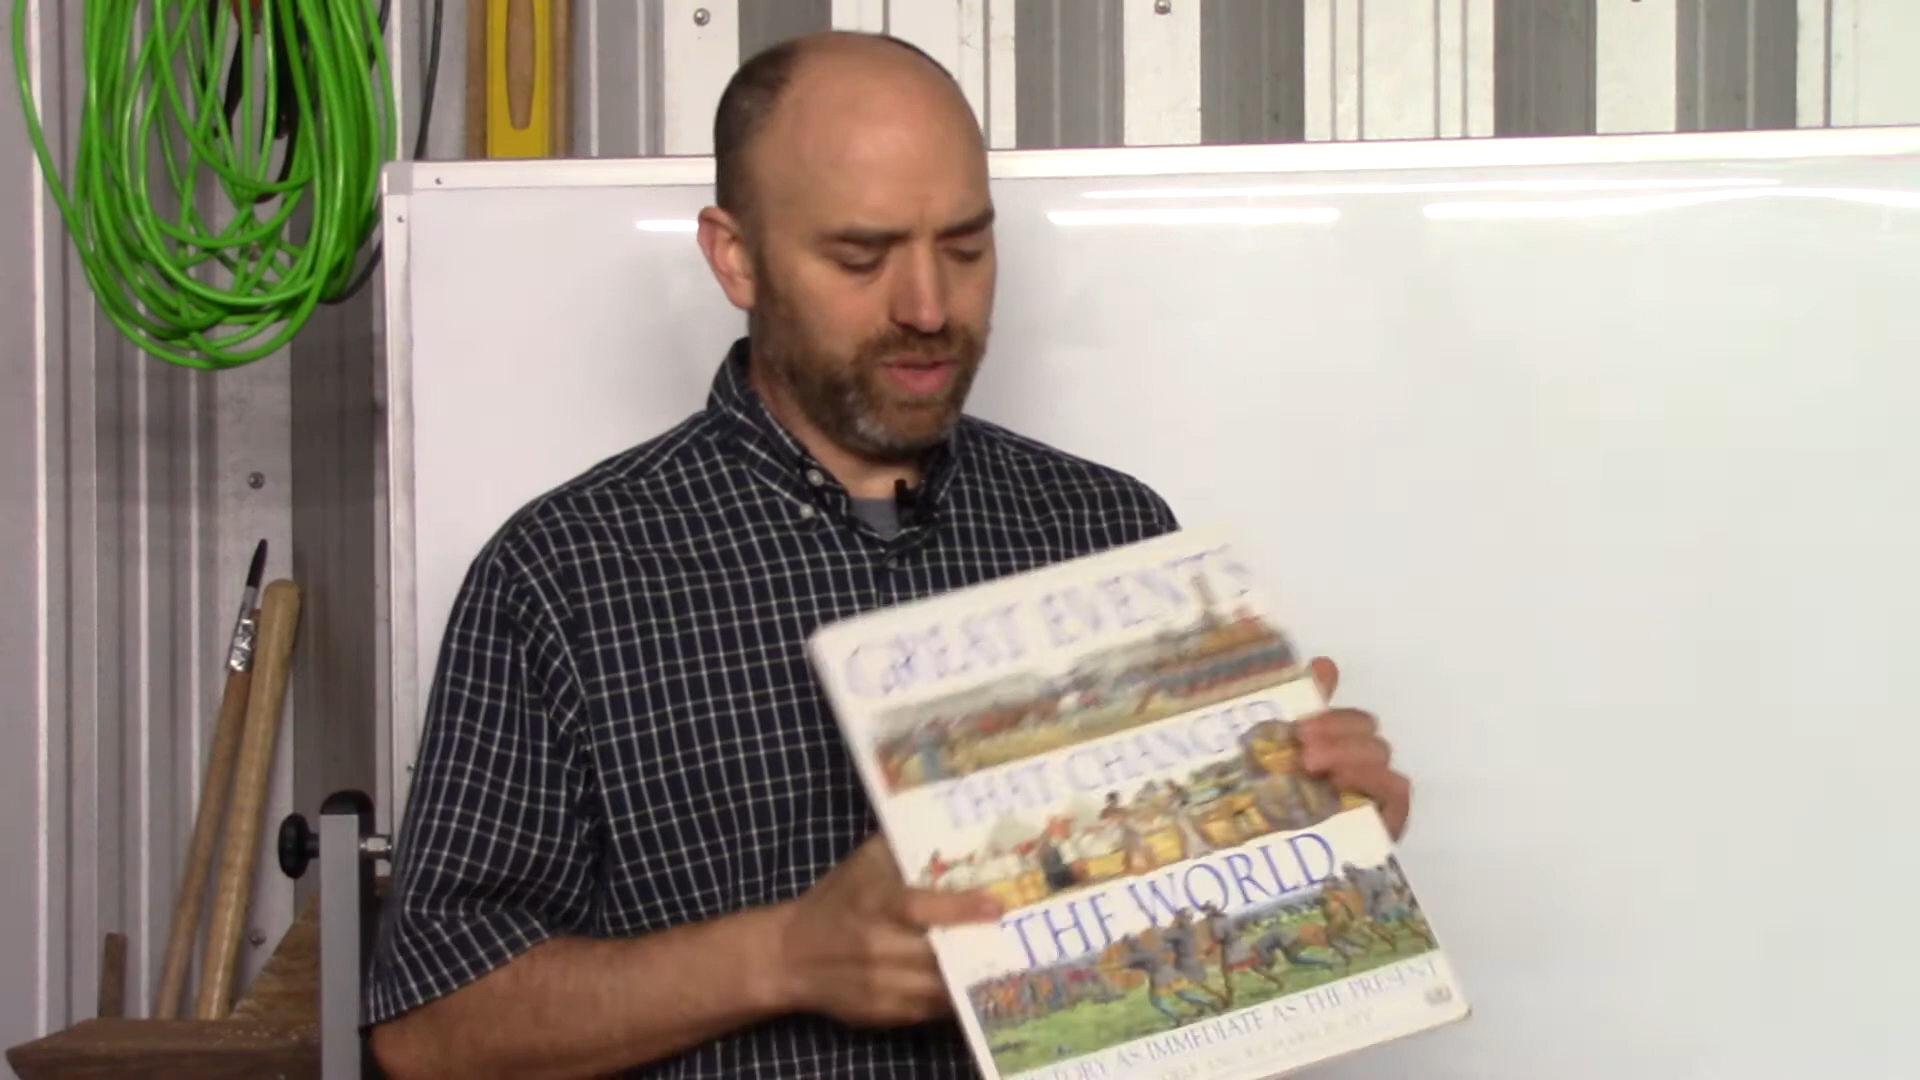 GREAT EVENTS
THAT CHANGED
THE WORLD
HISTORY AS IMMEDIATE AS THE PRESENT